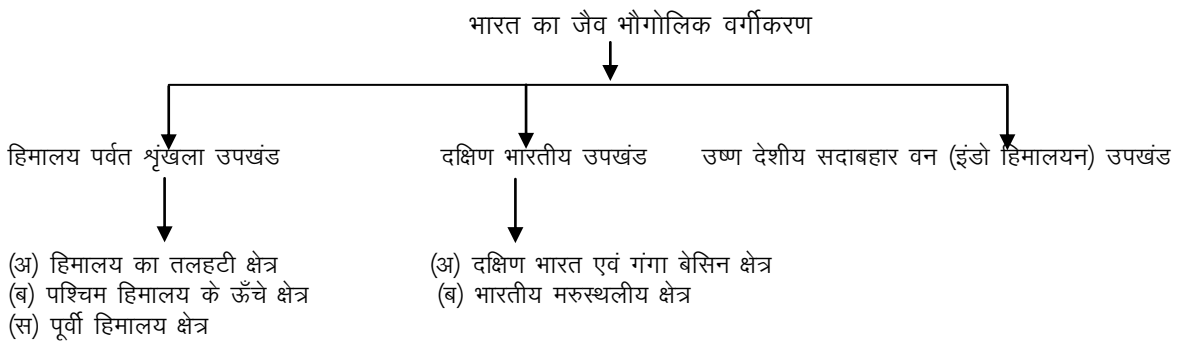 भारत का जैव भौगोलिक वर्गीकरण
हिमालय पर्वत शृंखला उपखंड
दक्षिण भारतीय उपखंड
उष्ण देशीय सदाबहार वन (इंडो हिमालयन) उपखंड
(अ) हिमालय का तलहटी क्षेत्र
(ब) पश्चिम हिमालय के ऊँचे क्षेत्र
(स) पूर्वी हिमालय क्षेत्र
(अ) दक्षिण भारत एवं गंगा बेसिन क्षेत्र
(ब) भारतीय मरुस्थलीय क्षेत्र